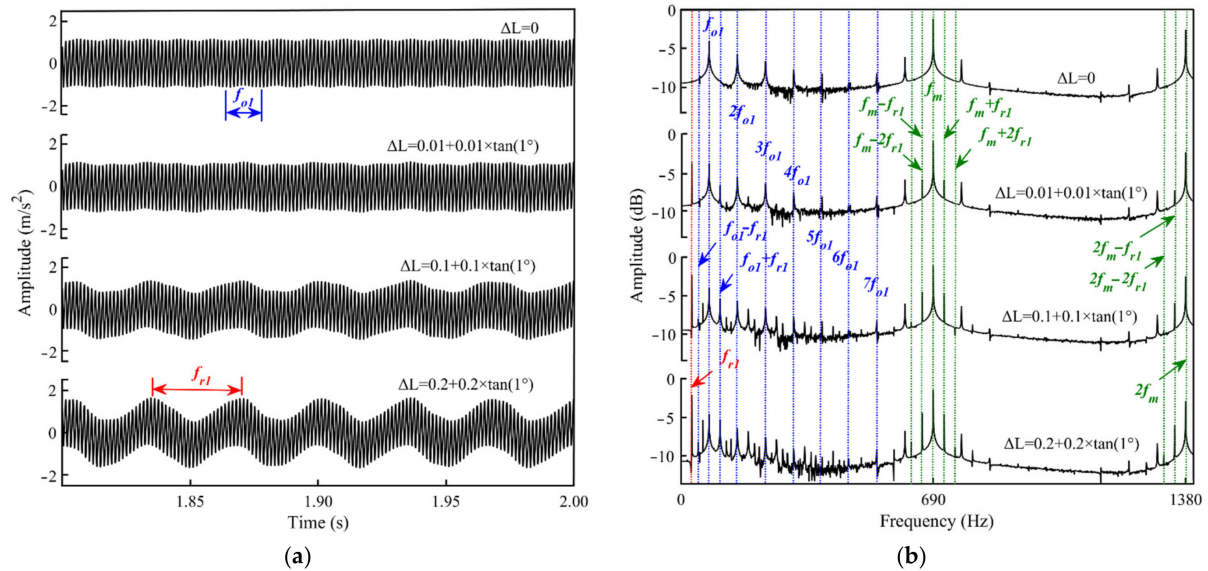 2
0
−2
ΔL=0
f_o1
2
0
−2
ΔL=0.01+0.01×tan(1°)
2
0
−2
ΔL=0.1+0.1×tan(1°)
2
0
−2
ΔL=0.2+0.2×tan(1°)
f_r1
Amplitude (m/s²)
1.85 1.90 1.95 2.00
Time (s)
(a)
0
−5
−10
f_o1
ΔL=0
2f_o1
f_m−f_r1
f_m
f_m+f_r1
0
−5
−10
3f_o1
4f_o1
f_m−2f_r1
f_m+2f_r1
ΔL=0.01+0.01×tan(1°)
f_o1−f_r1
f_o1+f_r1
5f_o1
6f_o1
7f_o1
2f_m−f_r1
2f_m−2f_r1
0
−5
−10
ΔL=0.1+0.1×tan(1°)
f_r1
2f_m
0
−5
−10
ΔL=0.2+0.2×tan(1°)
Amplitude (dB)
0 690 1380
Frequency (Hz)
(b)